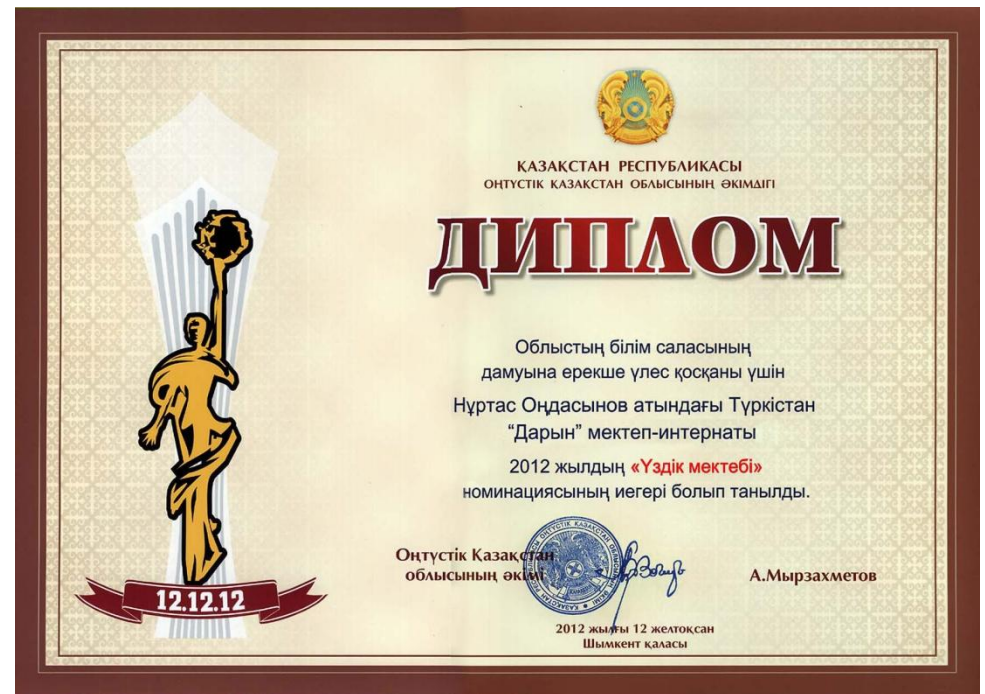 ҚАЗАҚСТАН РЕСПУБЛИКАСЫ
ОҢТҮСТІК ҚАЗАҚСТАН ОБЛЫСЫНЫҢ ӘКІМДІГІ
ДИПЛОМ
Облыстың білім саласының
дамуына ерекше үлес қосқаны үшін
Нұртас Оңдасынов атындағы Түркістан
“Дарын” мектеп-интернаты
2012 жылдың «Үздік мектебі»
номинациясының иегері болып танылды.
Оңтүстік Қазақстан
облысының әкімі
А.Мырзахметов
12.12.12
2012 жылғы 12 желтоқсан
Шымкент қаласы